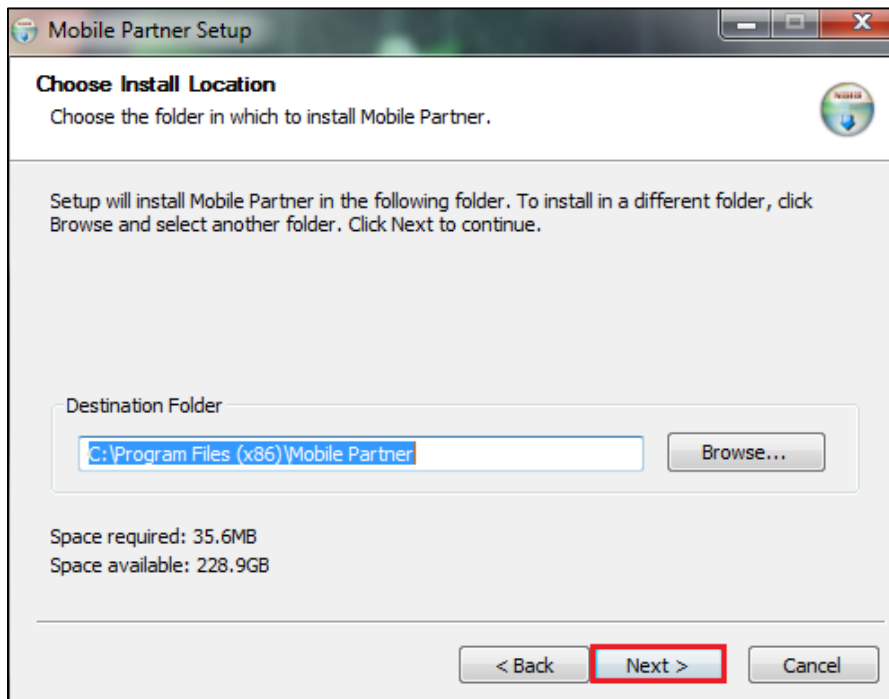 Mobile Partner Setup
Choose Install Location
Choose the folder in which to install Mobile Partner.
Setup will install Mobile Partner in the following folder. To install in a different folder, click
Browse and select another folder. Click Next to continue.
Destination Folder
C:\Program Files (x86)\Mobile Partner
Browse...
Space required: 35.6MB
Space available: 228.9GB
< Back
Next >
Cancel